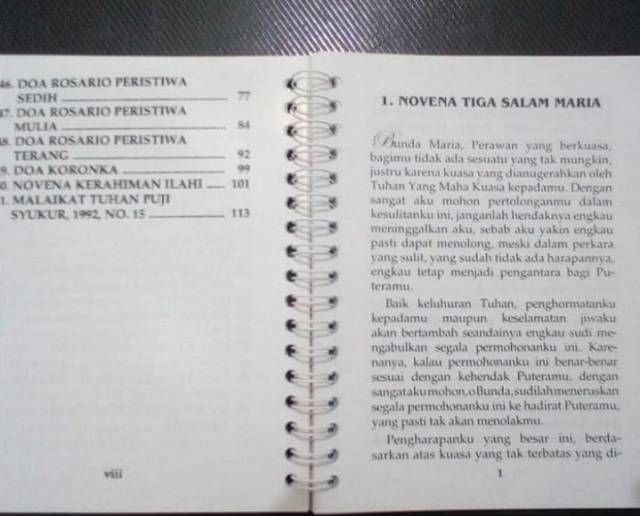 46. DOA ROSARIO PERISTIWA
SEDIH 77
47. DOA ROSARIO PERISTIWA
MULIA 84
48. DOA ROSARIO PERISTIWA
TERANG 92
9. DOA KORONKA 99
0. NOVENA KERAHIMAN ILAHI 101
1. MALAIKAT TUHAN PUJI
SYUKUR, 1992, NO. 15 113
viii
1. NOVENA TIGA SALAM MARIA
Bunda Maria, Perawan yang berkuasa,
bagimu tidak ada sesuatu yang tak mungkin,
justru karena kuasa yang dianugerahkan oleh
Tuhan Yang Maha Kuasa kepadamu. Dengan
sangat aku mohon pertolonganmu dalam
kesulitanku ini, janganlah hendaknya engkau
meninggalkan aku, sebab aku yakin engkau
pasti dapat menolong, meski dalam perkara
yang sulit, yang sudah tidak ada harapannya,
engkau tetap menjadi pengantara bagi Pu-
teramu.
Baik keluhuran Tuhan, penghormatanku
kepadamu maupun keselamatan jiwaku
akan bertambah seandainya engkau sudi me-
ngabulkan segala permohonanku ini. Kare-
nanya, kalau permohonanku ini benar-benar
sesuai dengan kehendak Puteramu, dengan
sangat aku mohon, o Bunda, sudilah meneruskan
segala permohonanku ini ke hadirat Puteramu,
yang pasti tak akan menolakmu.
Pengharapanku yang besar ini, berda-
sarkan atas kuasa yang tak terbatas yang di-
1